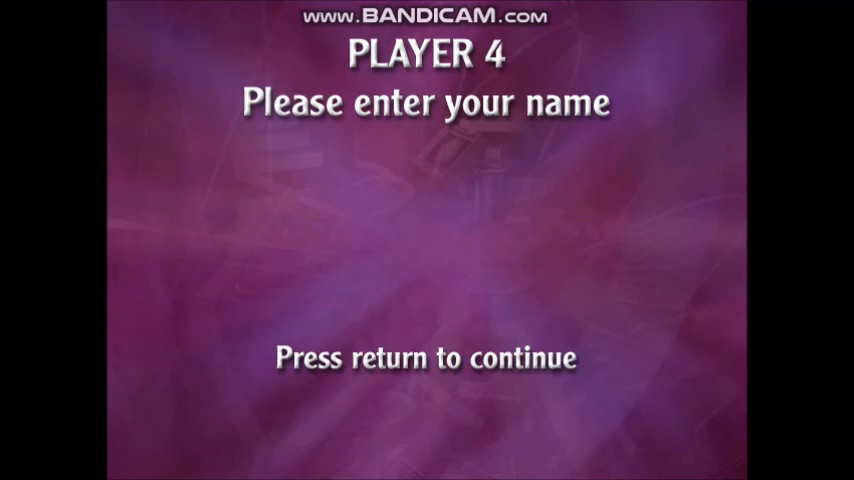 www.BANDICAM.com
PLAYER 4
Please enter your name
Press return to continue